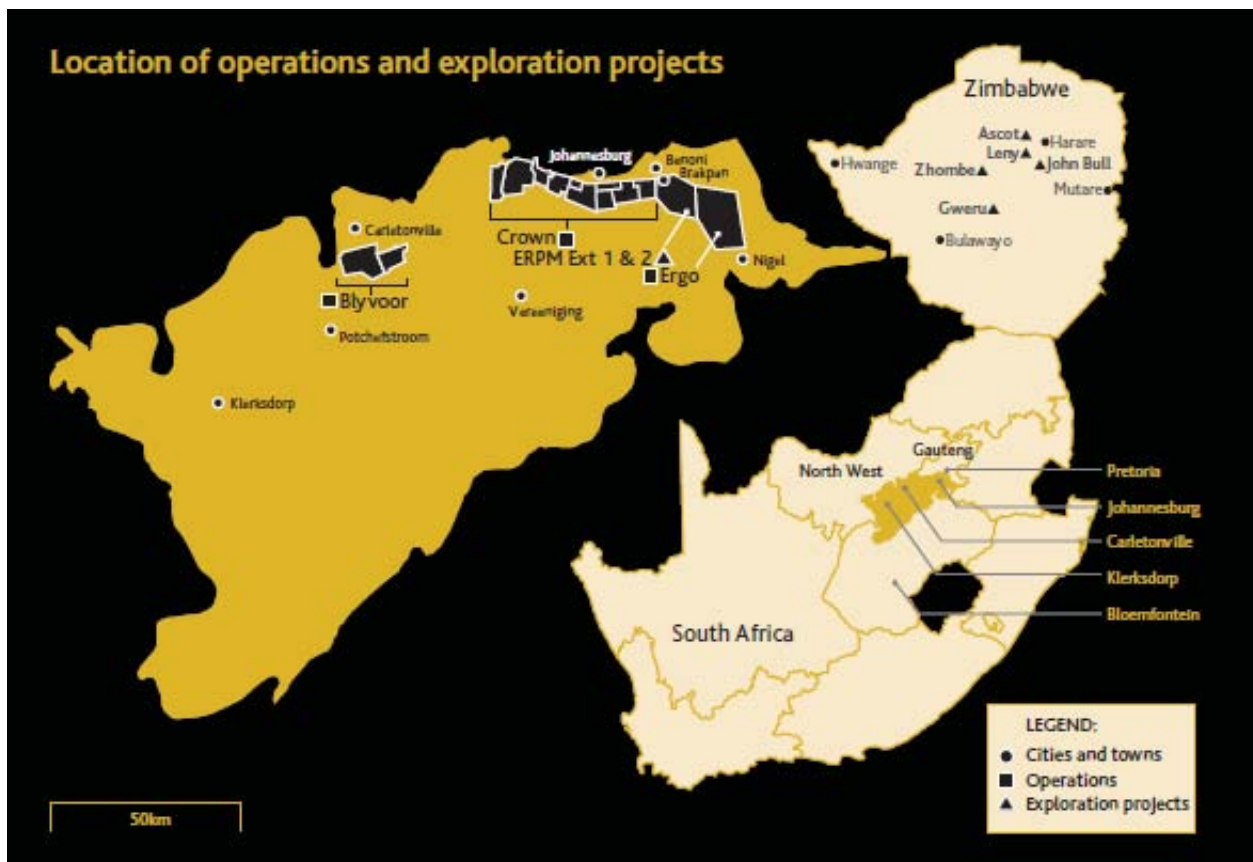 Location of operations and exploration projects
Johannesburg
Benoni
Brakpan
Carletonville
Crown
ERPM Ext 1 & 2
Ergo
Nigel
Blyvoor
Vereeniging
Potchefstroom
Klerksdorp
50km
Zimbabwe
Ascot
Harare
Leny
John Bull
Hwange
Zhombe
Mutare
Gweru
Bulawayo
Gauteng
North West
Pretoria
Johannesburg
Carletonville
Klerksdorp
Bloemfontein
South Africa
LEGEND:
Cities and towns
Operations
Exploration projects